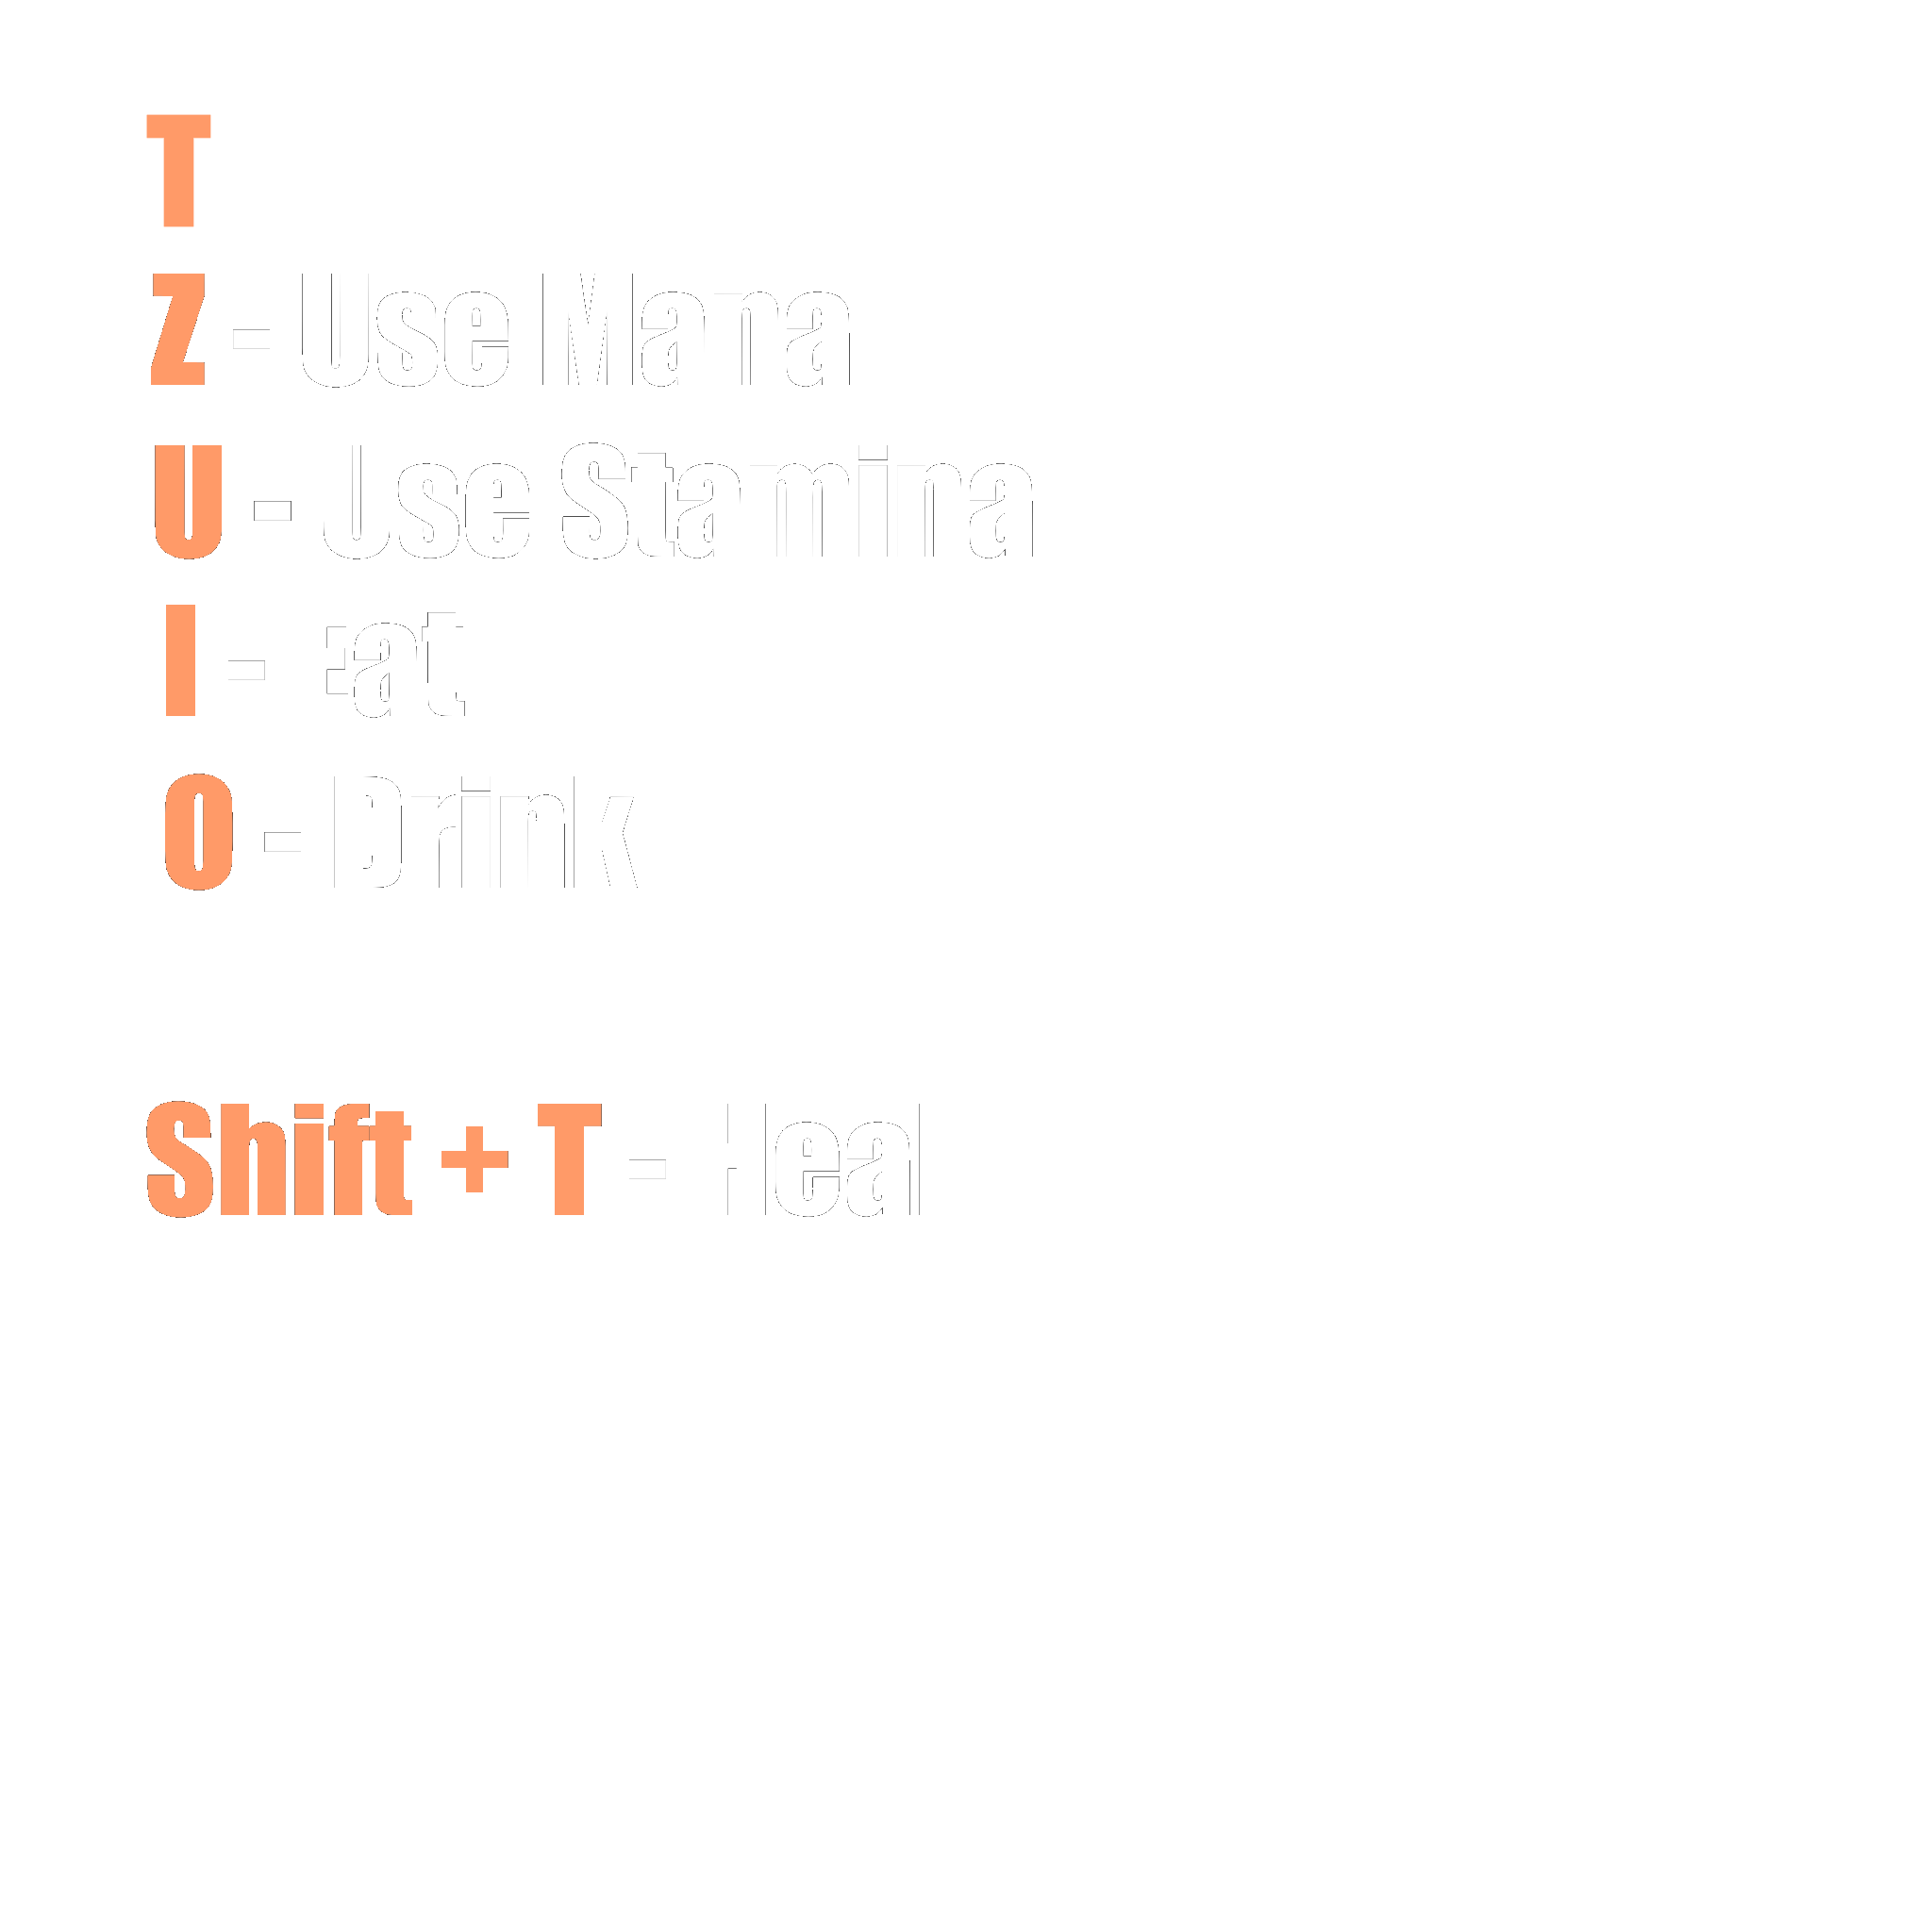 T
Z - Use Mana
U - Use Stamina
I - Eat
O - Drink
Shift + T - Heal